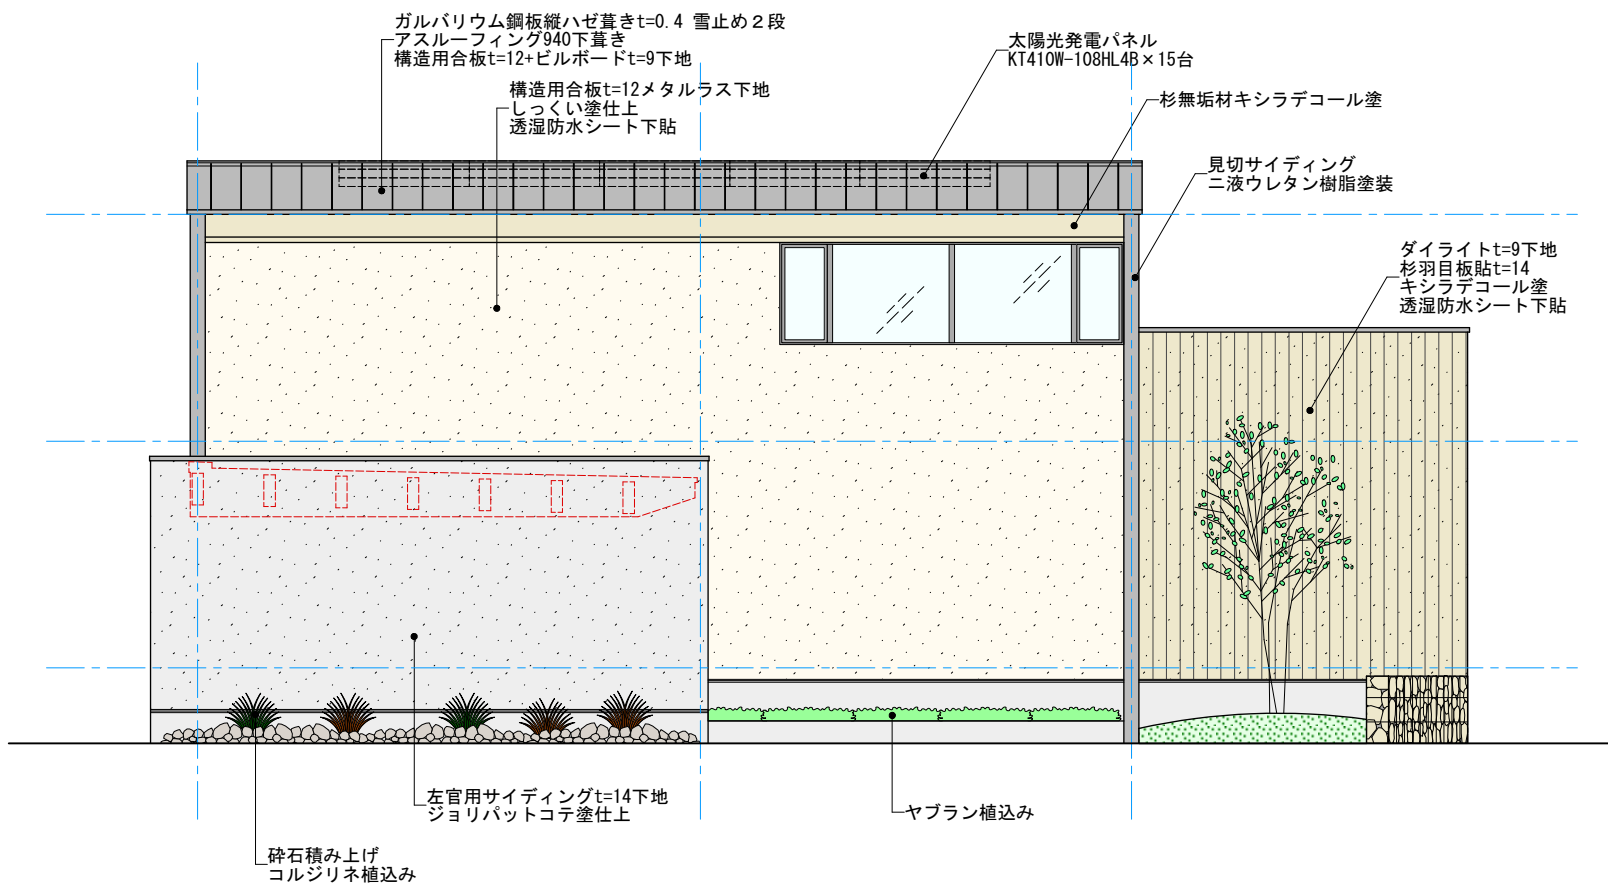 ガルバリウム鋼板縦ハゼ葺きt=0.4 雪止め２段
アスルーフィング940下葺き
構造用合板t=12+ビルボードt=9下地
構造用合板t=12メタルラス下地
しっくい塗仕上
透湿防水シート下貼
太陽光発電パネル
KT410W-108HL4B×15台
杉無垢材キシラデコール塗
見切サイディング
二液ウレタン樹脂塗装
ダイライトt=9下地
杉羽目板貼t=14
キシラデコール塗
透湿防水シート下貼
左官用サイディングt=14下地
ジョリパットコテ塗仕上
ヤブラン植込み
砕石積み上げ
コルジリネ植込み